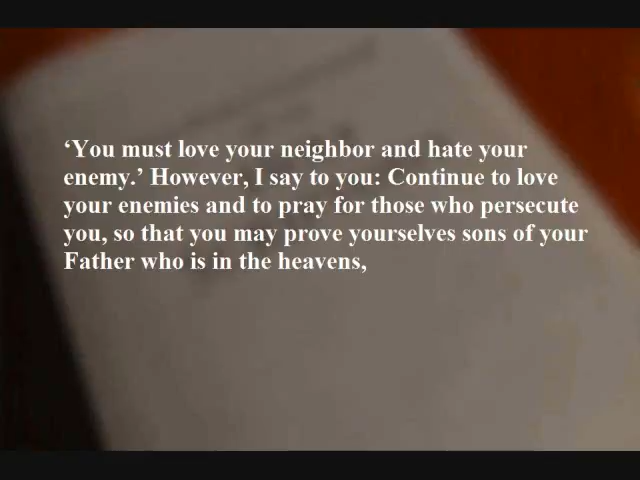 ‘You must love your neighbor and hate your
enemy.’ However, I say to you: Continue to love
your enemies and to pray for those who persecute
you, so that you may prove yourselves sons of your
Father who is in the heavens,